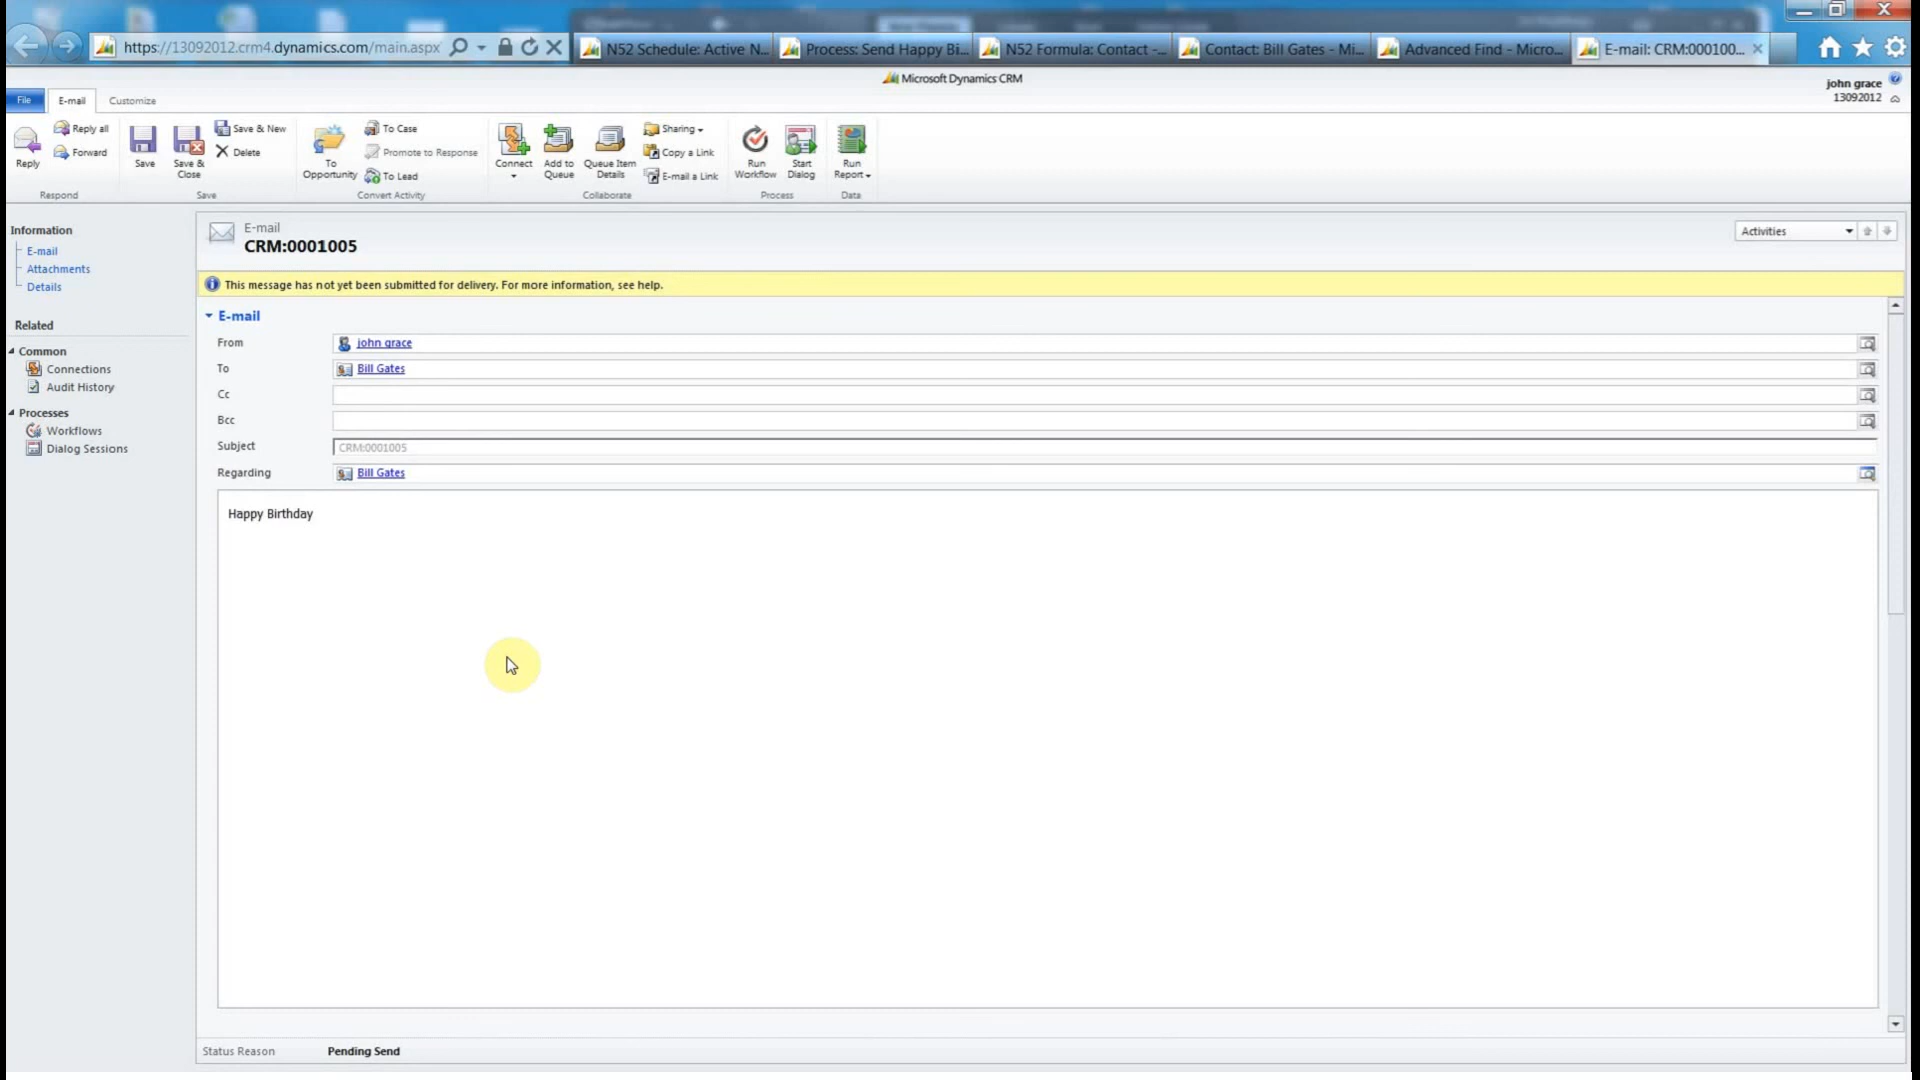 https://13092012.crm4.dynamics.com/main.aspx
N52 Schedule: Active N...
Process: Send Happy Bi...
N52 Formula: Contact -...
Contact: Bill Gates - Mi...
Advanced Find - Micro...
E-mail: CRM:000100...
Microsoft Dynamics CRM
john grace
13092012
File
E-mail
Customize
Reply
Reply all
Forward
Respond
Save
Save & Close
Save & New
Delete
Save
To Opportunity
To Case
Promote to Response
To Lead
Convert Activity
Connect
Add to Queue
Queue Item Details
Sharing
Copy a Link
E-mail a Link
Collaborate
Run Workflow
Start Dialog
Process
Run Report
Data
Information
E-mail
Attachments
Details
Related
Common
Connections
Audit History
Processes
Workflows
Dialog Sessions
E-mail
CRM:0001005
Activities
This message has not yet been submitted for delivery. For more information, see help.
E-mail
From john grace
To Bill Gates
Cc
Bcc
Subject CRM:0001005
Regarding Bill Gates
Happy Birthday
Status Reason Pending Send